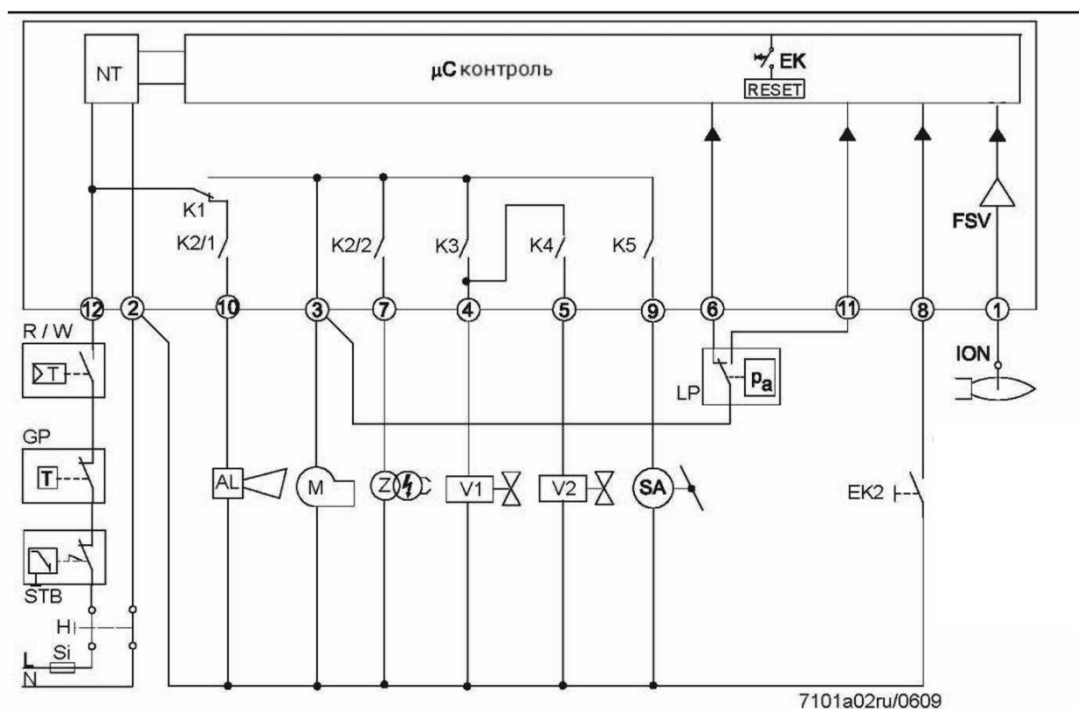 NT
µC контроль
EK
RESET
FSV
K1
K2/1
K2/2
K3
K4
K5
12
2
10
3
7
4
5
9
6
11
8
1
R / W
T
ION
LP
pa
GP
T
AL
M
Z
V1
V2
SA
EK2
STB
H
L
Si
N
7101a02ru/0609